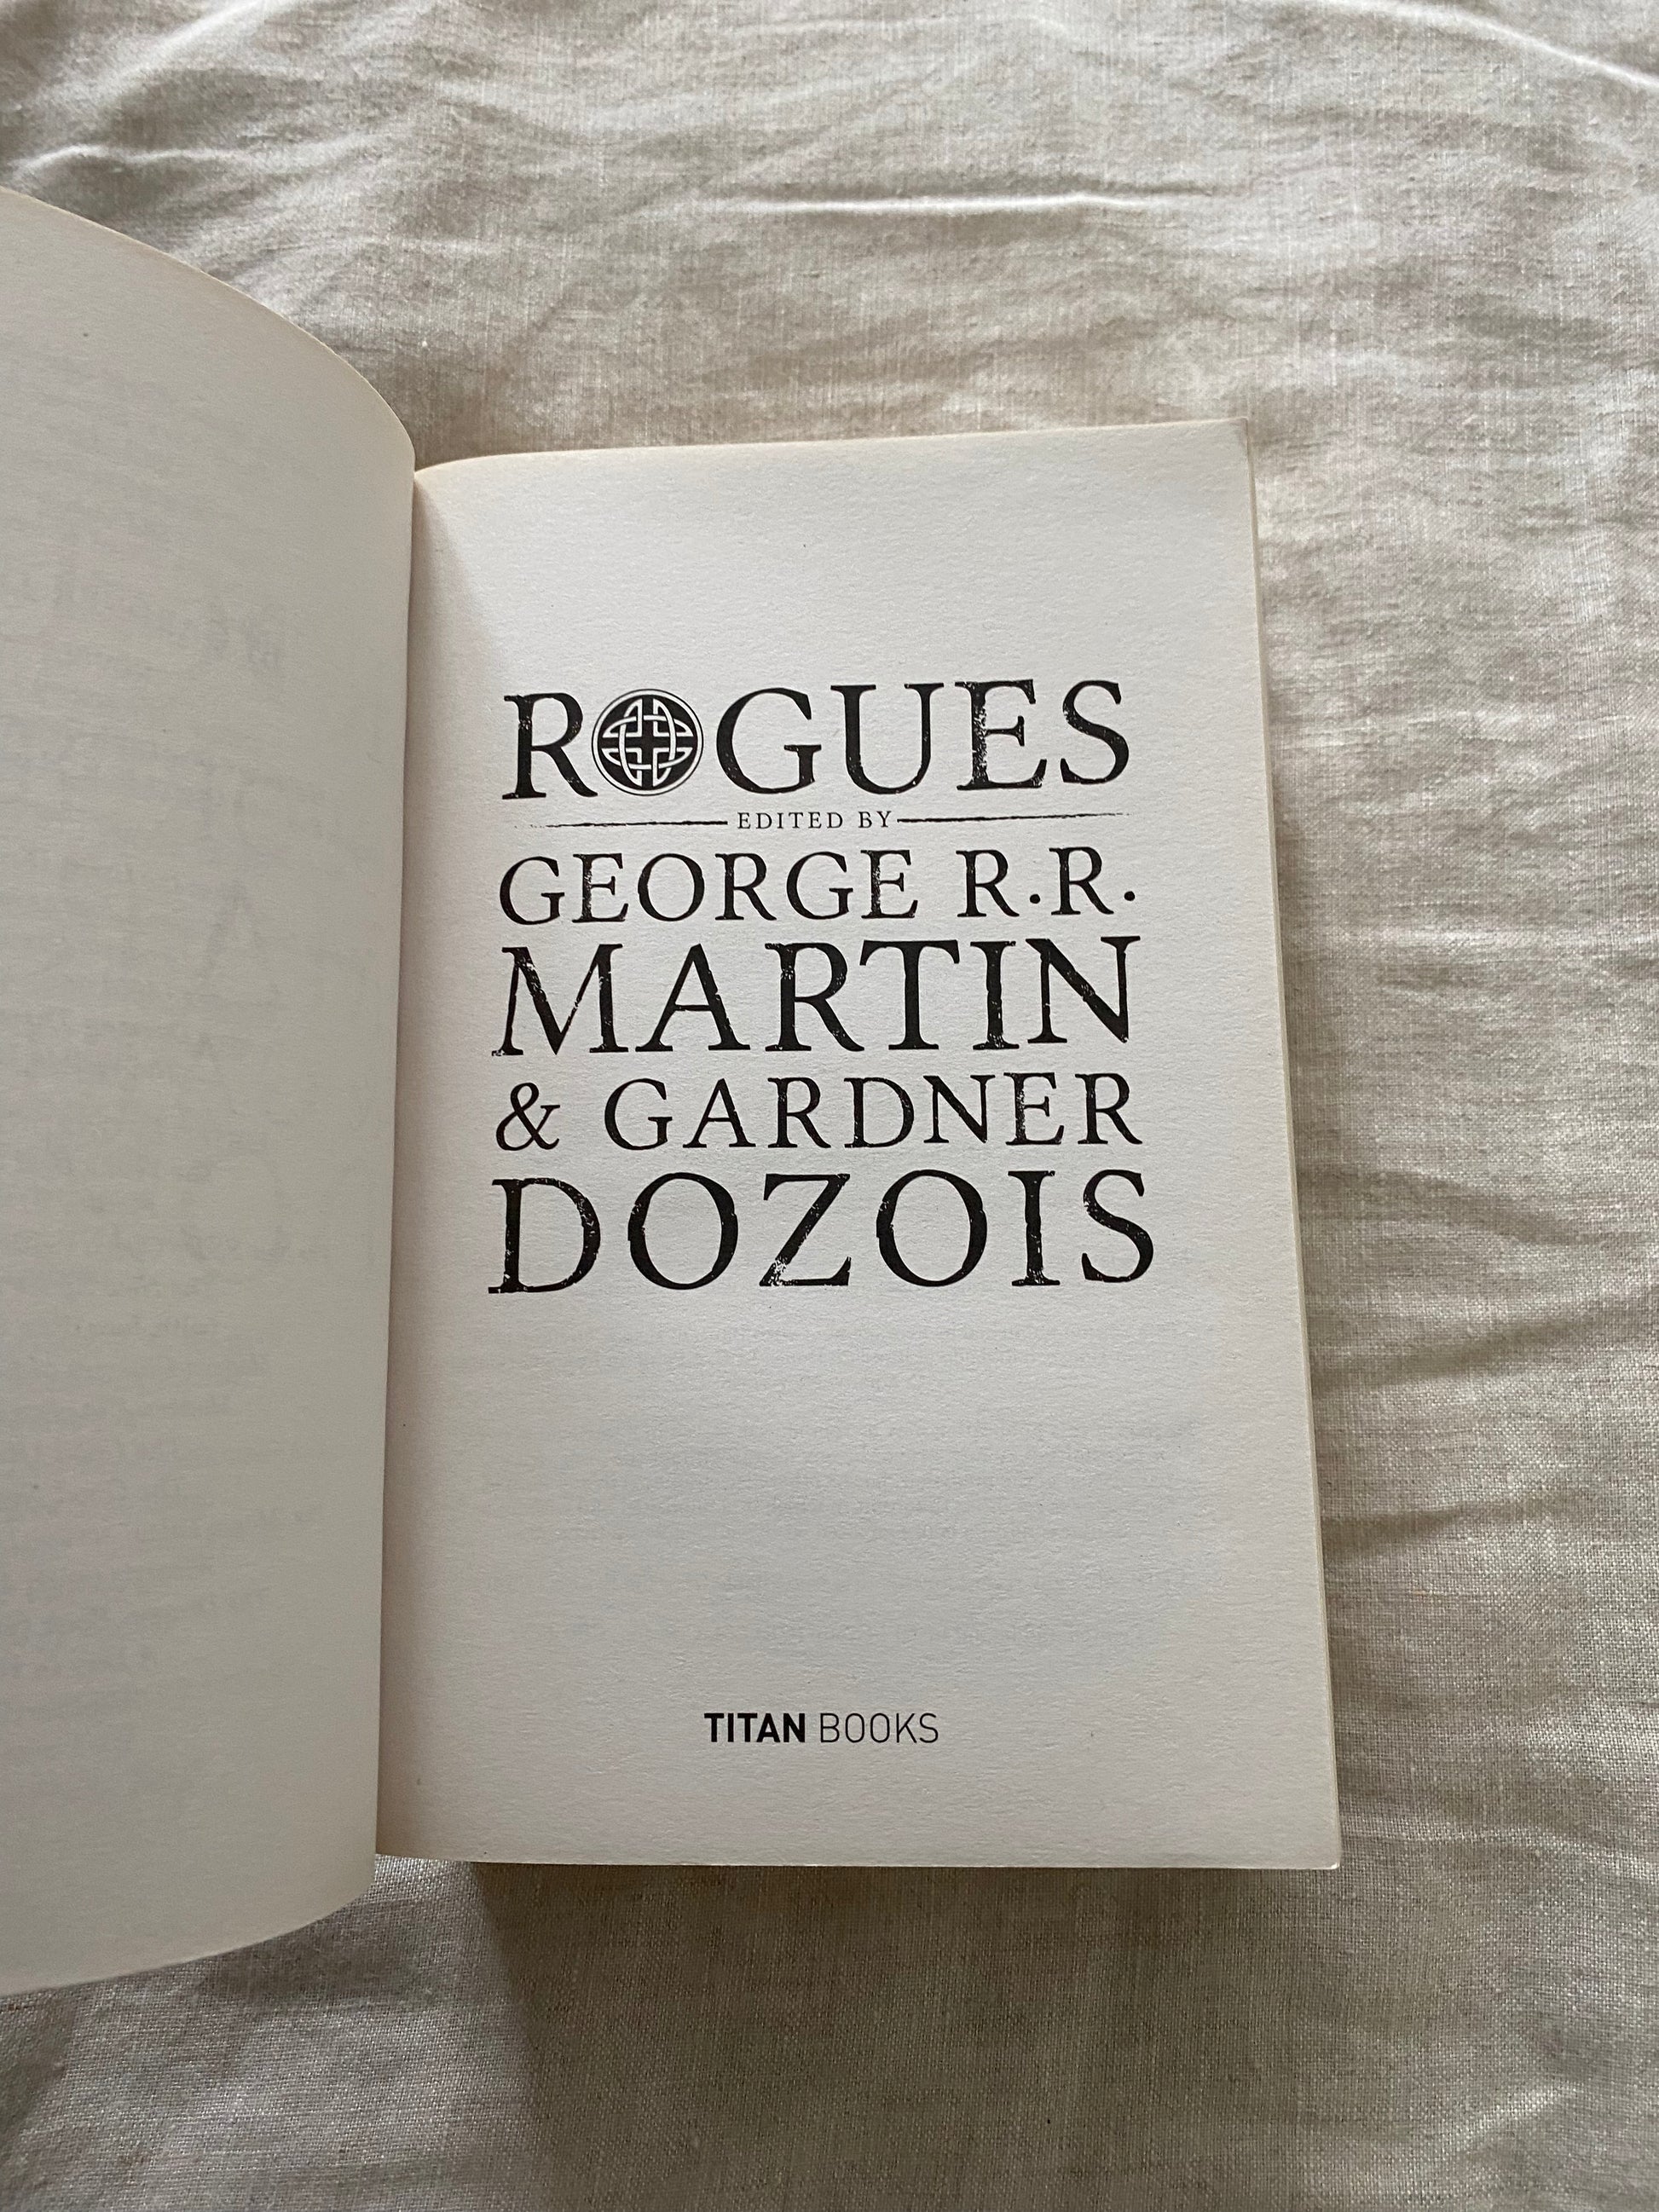 ROGUES
EDITED BY
GEORGE R.R.
MARTIN
& GARDNER
DOZOIS
TITAN BOOKS